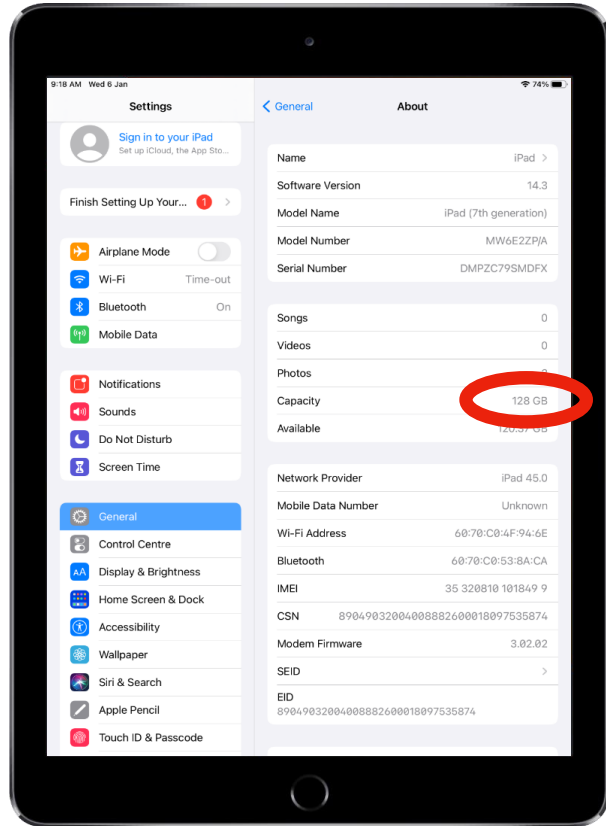 9:18 AM Wed 6 Jan
74%
Settings
Sign in to your iPad
Set up iCloud, the App Sto...
Finish Setting Up Your... 1
Airplane Mode
Wi-Fi Time-out
Bluetooth On
Mobile Data
Notifications
Sounds
Do Not Disturb
Screen Time
General
Control Centre
AA Display & Brightness
Home Screen & Dock
Accessibility
Wallpaper
Siri & Search
Apple Pencil
Touch ID & Passcode
General About
Name iPad
Software Version 14.3
Model Name iPad (7th generation)
Model Number MW6E2ZP/A
Serial Number DMPZC79SMDFX
Songs 0
Videos 0
Photos
Capacity 128 GB
Available
Network Provider iPad 45.0
Mobile Data Number Unknown
Wi-Fi Address 60:70:C0:4F:94:6E
Bluetooth 60:70:C0:53:8A:CA
IMEI 35 320810 101849 9
CSN 89049032004008882600018097535874
Modem Firmware 3.02.02
SEID
EID
89049032004008882600018097535874